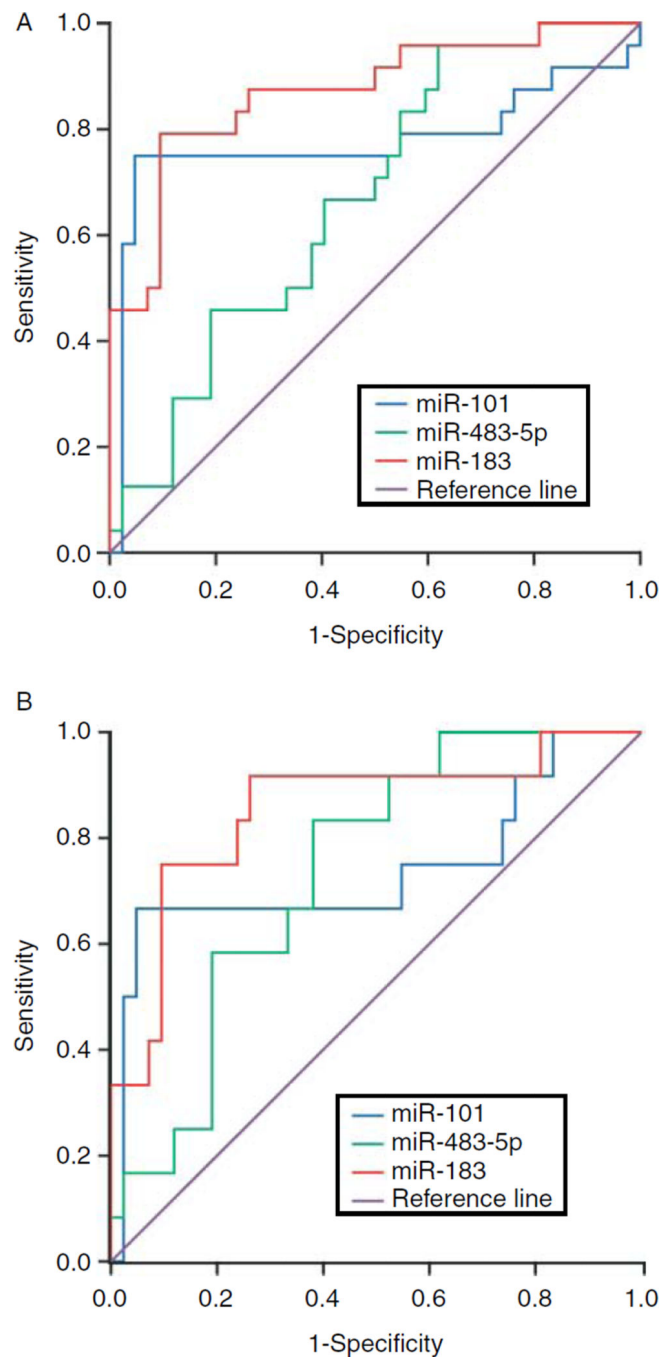 A
1.0
0.8
0.6
0.4
0.2
0.0
Sensitivity
miR-101
miR-483-5p
miR-183
Reference line
0.0 0.2 0.4 0.6 0.8 1.0
1-Specificity
B
1.0
0.8
0.6
0.4
0.2
0.0
Sensitivity
miR-101
miR-483-5p
miR-183
Reference line
0.0 0.2 0.4 0.6 0.8 1.0
1-Specificity